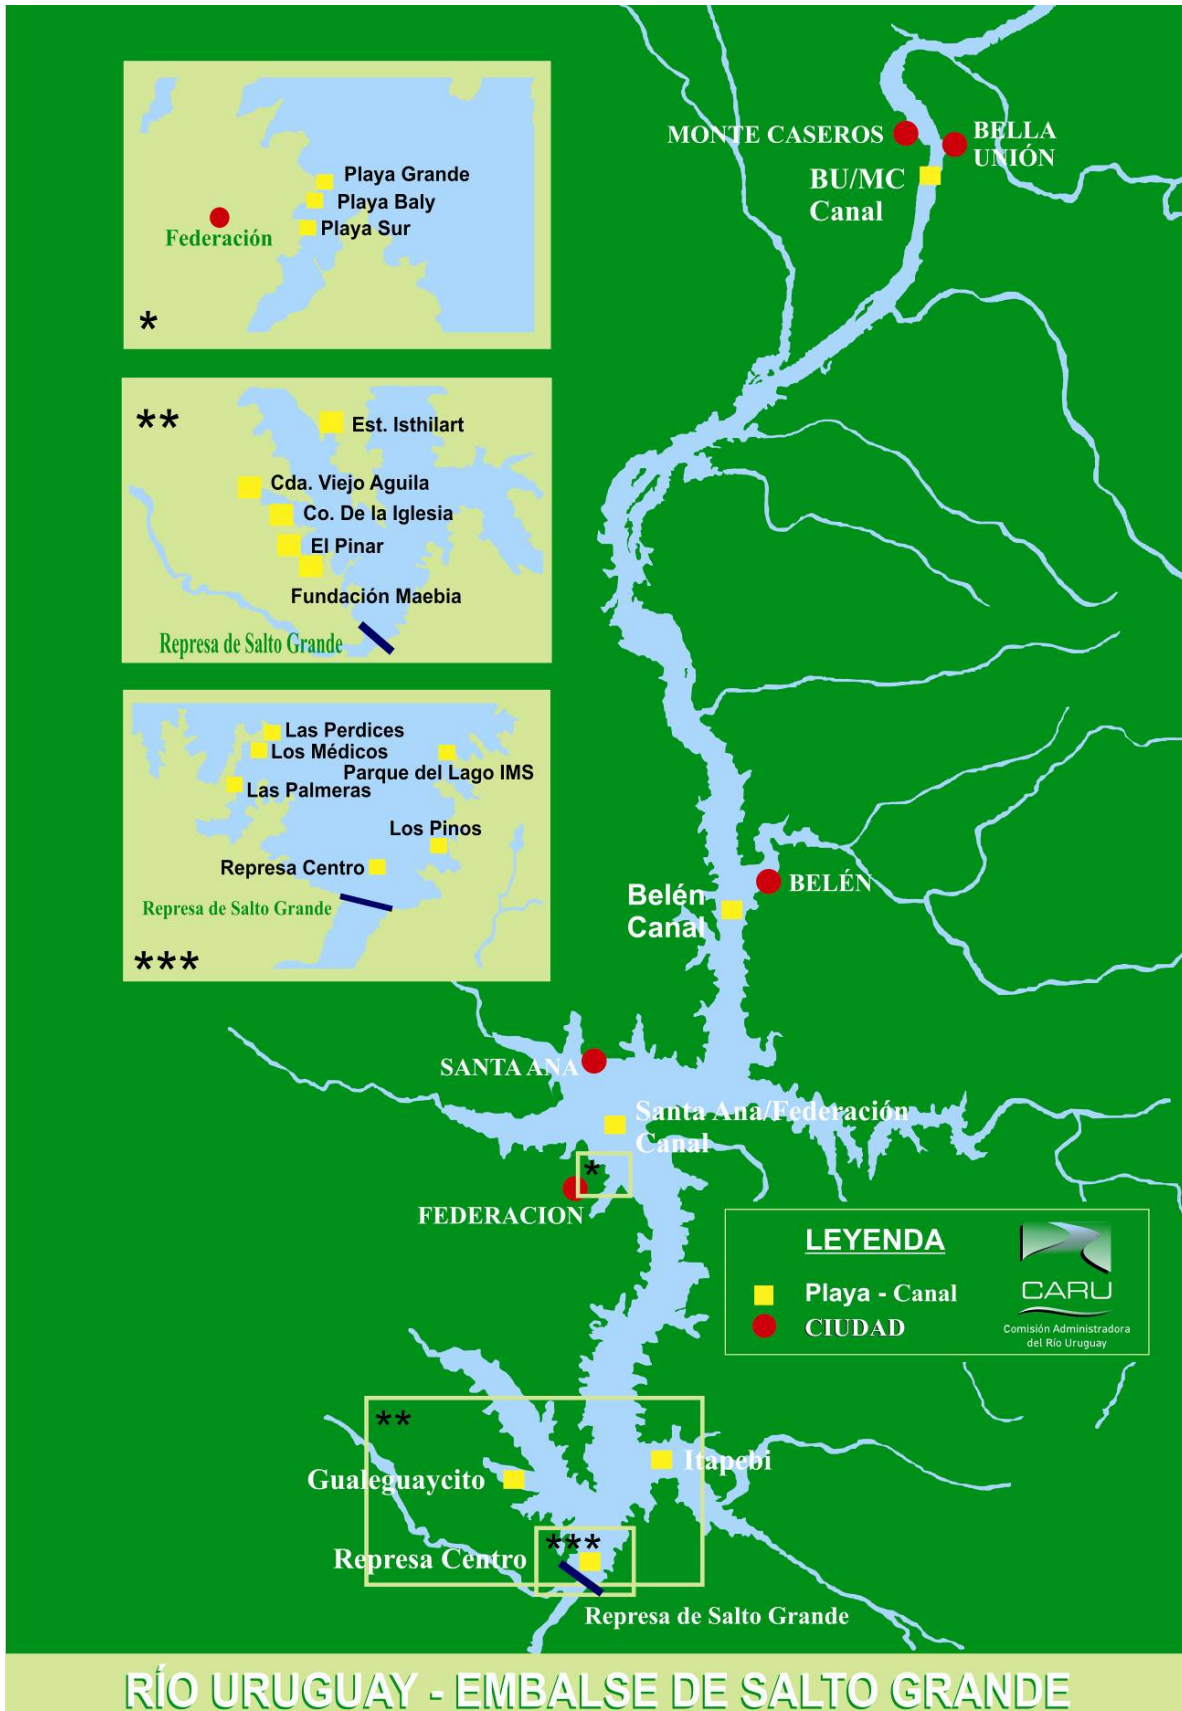 MONTE CASEROS
BELLA
UNIÓN
BU/MC
Canal
Playa Grande
Playa Baly
Playa Sur
Federación
*
**
Est. Isthilart
Cda. Viejo Aguila
Co. De la Iglesia
El Pinar
Fundación Maebia
Represa de Salto Grande
Las Perdices
Los Médicos
Parque del Lago IMS
Las Palmeras
Los Pinos
Represa Centro
Represa de Salto Grande
***
BELÉN
Belén
Canal
SANTA ANA
Santa Ana/Federación
Canal
*
FEDERACION
LEYENDA
Playa - Canal
CIUDAD
CARU
Comisión Administradora
del Río Uruguay
**
Itapebi
Gualeguaycito
***
Represa Centro
Represa de Salto Grande
RÍO URUGUAY - EMBALSE DE SALTO GRANDE